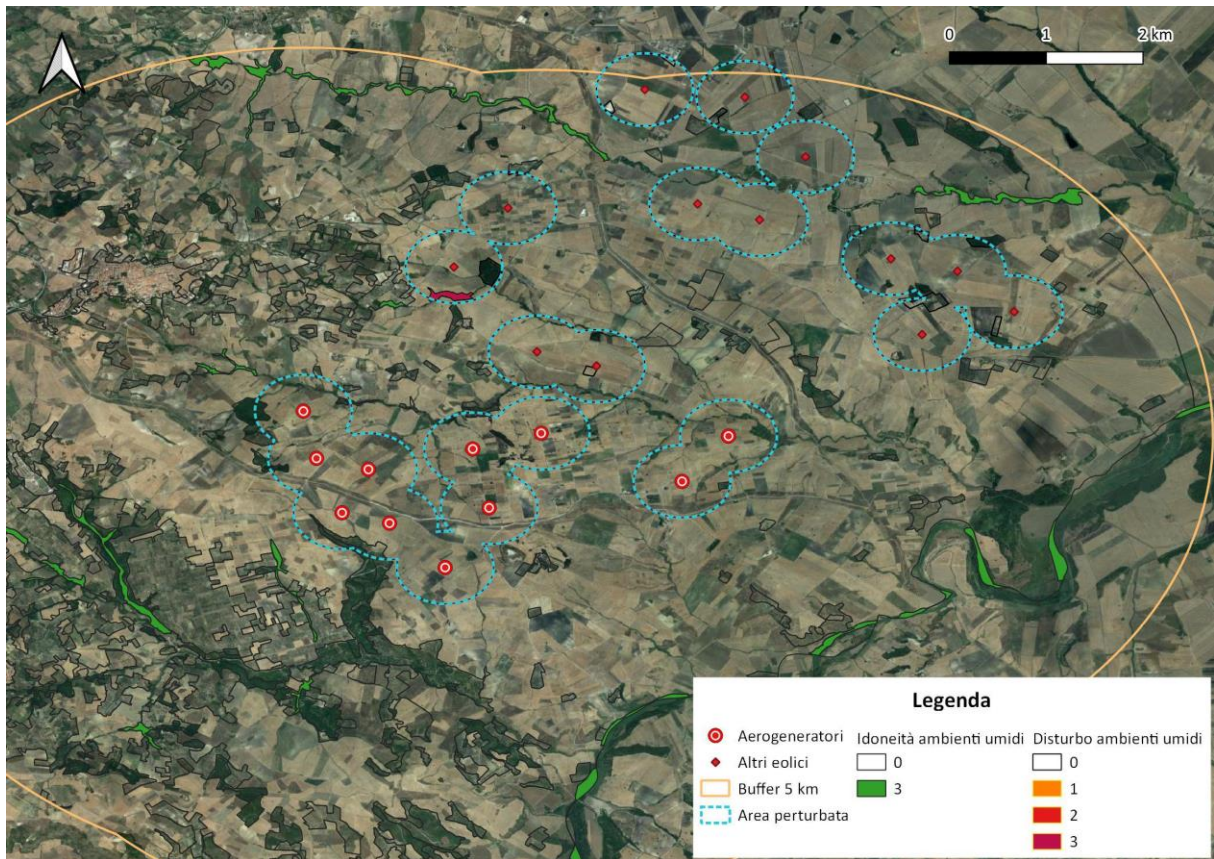 0 1 2 km
Legenda
Aerogeneratori
Altri eolici
Buffer 5 km
Area perturbata
Idoneità ambienti umidi
0
3
Disturbo ambienti umidi
0
1
2
3